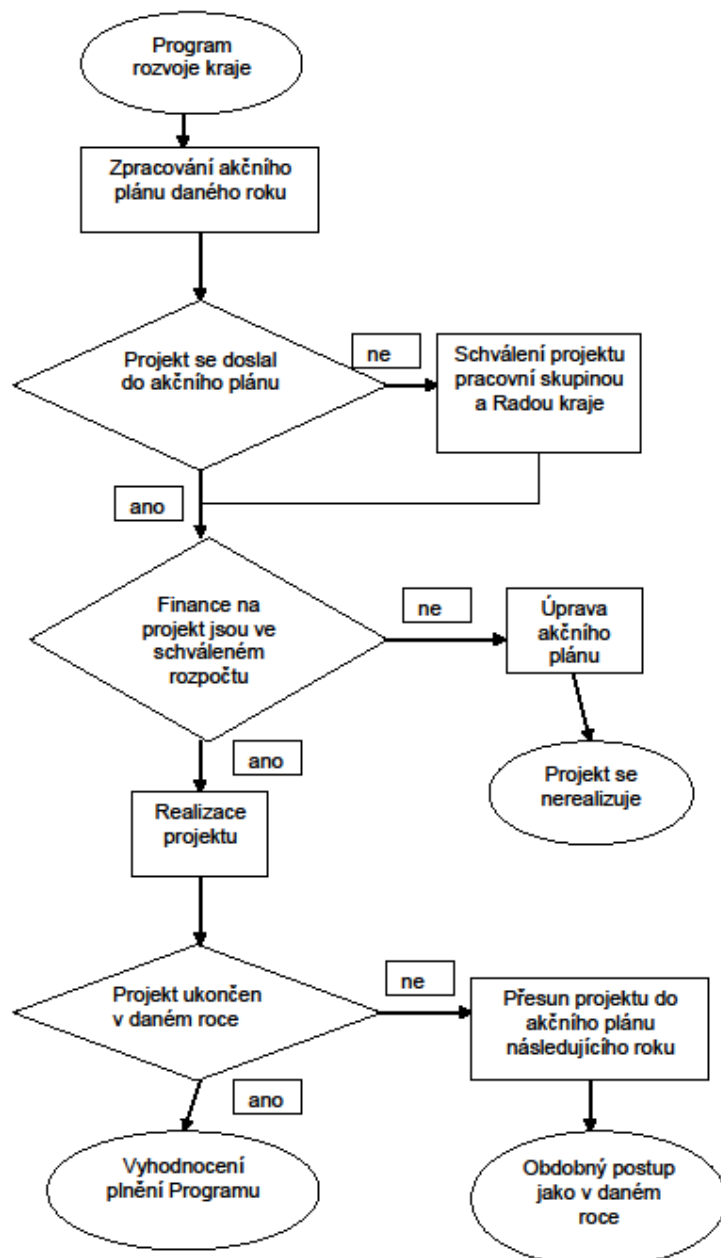 Program
rozvoje kraje
Zpracování akčního
plánu daného roku
Projekt se doslal
do akčního plánu
ne
Schválení projektu
pracovní skupinou
a Radou kraje
ano
Finance na
projekt jsou ve
schváleném
rozpočtu
ne
Úprava
akčního
plánu
ano
Projekt se
nerealizuje
Realizace
projektu
Projekt ukončen
v daném roce
ne
Přesun projektu do
akčního plánu
následujícího roku
ano
Vyhodnocení
plnění Programu
Obdobný postup
jako v daném
roce